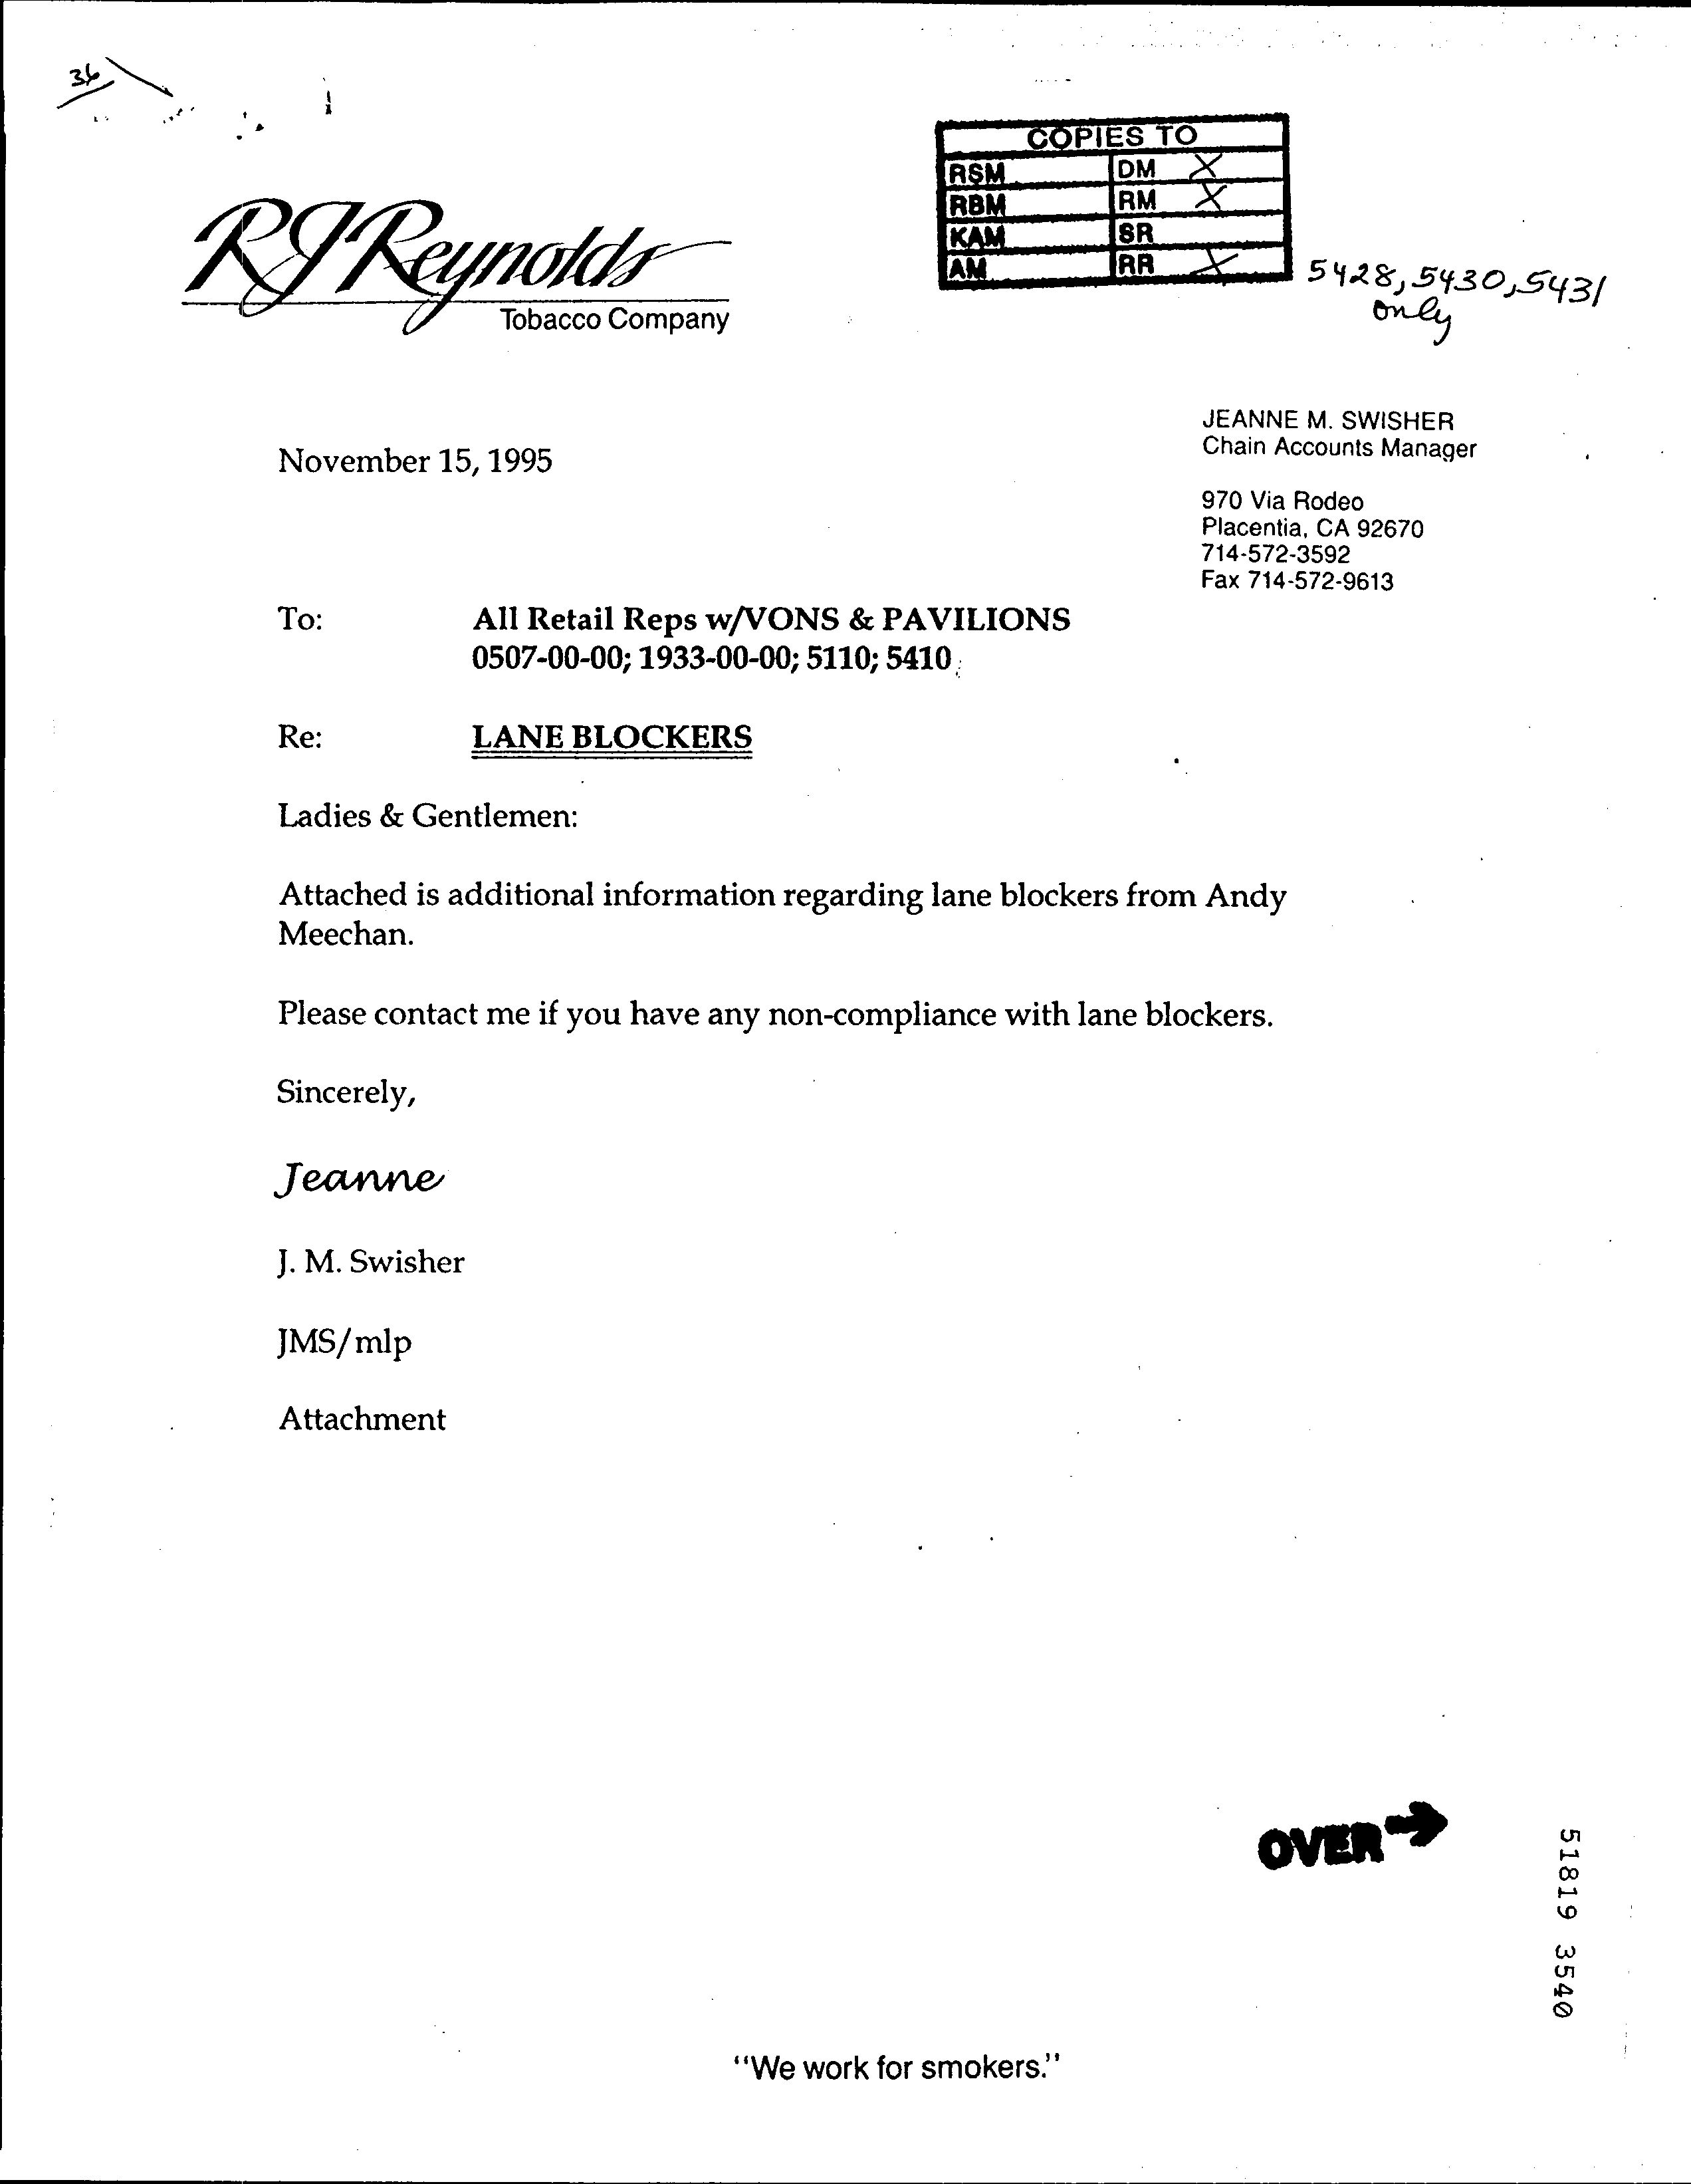 36
COPIES TO
RSM DM X
RBM RM X
KAM SR
AM RR X
5428, 5430, 5431
only
RJReynolds
Tobacco Company
JEANNE M. SWISHER
Chain Accounts Manager
November 15, 1995
970 Via Rodeo
Placentia, CA 92670
714-572-3592
Fax 714-572-9613
To: All Retail Reps w/VONS & PAVILIONS
0507-00-00; 1933-00-00; 5110; 5410
Re: LANE BLOCKERS
Ladies & Gentlemen:
Attached is additional information regarding lane blockers from Andy
Meechan.
Please contact me if you have any non-compliance with lane blockers.
Sincerely,
Jeanne
J. M. Swisher
JMS/mlp
Attachment
OVER
51819 3540
"We work for smokers."